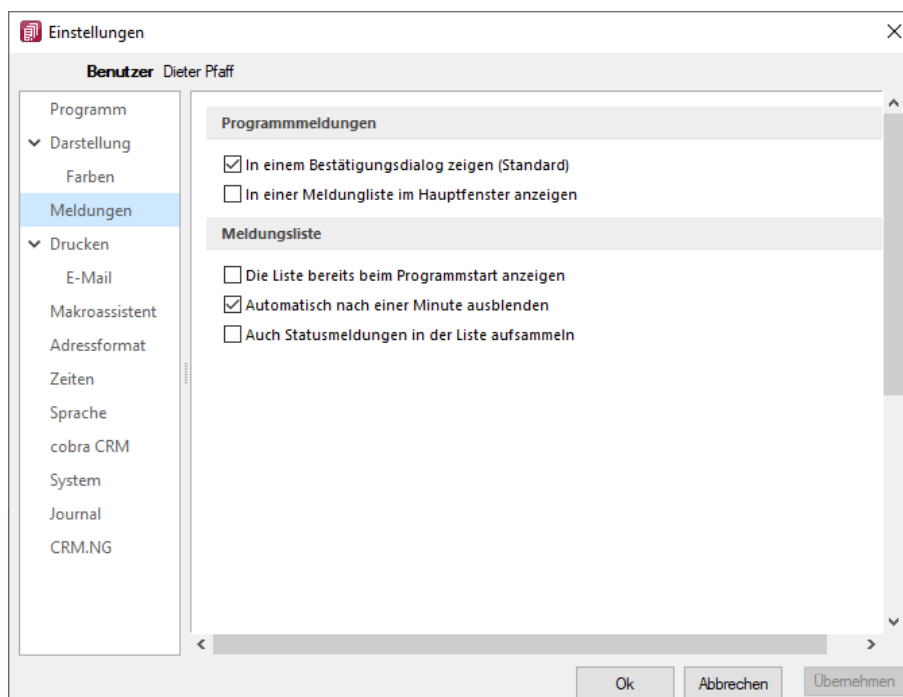 Einstellungen
Benutzer Dieter Pfaff
Programm
Darstellung
Farben
Meldungen
Drucken
E-Mail
Makroassistent
Adressformat
Zeiten
Sprache
cobra CRM
System
Journal
CRM.NG
Programmmeldungen
In einem Bestätigungsdialog zeigen (Standard)
In einer Meldungliste im Hauptfenster anzeigen
Meldungsliste
Die Liste bereits beim Programmstart anzeigen
Automatisch nach einer Minute ausblenden
Auch Statusmeldungen in der Liste aufsammeln
Ok Abbrechen Übernehmen